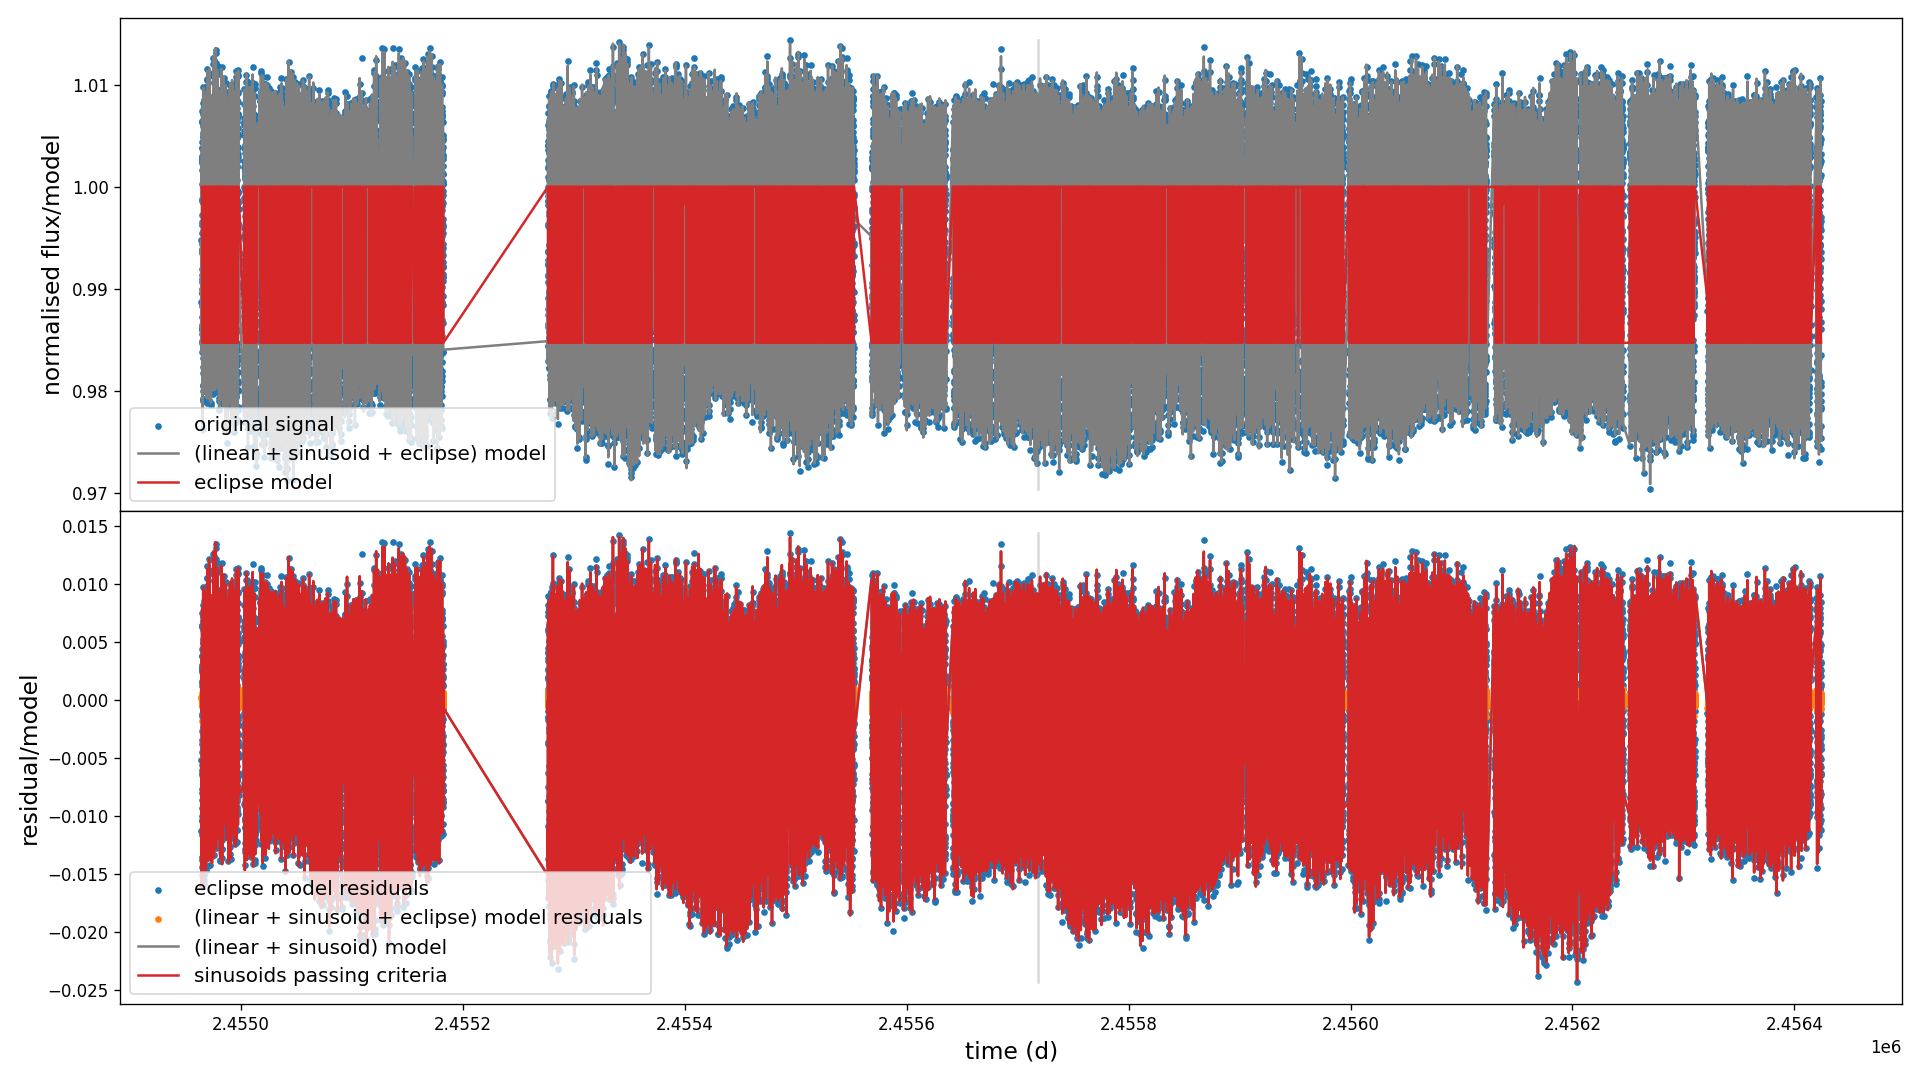 normalised flux/model
1.01
1.00
0.99
0.98
0.97
original signal
(linear + sinusoid + eclipse) model
eclipse model
residual/model
0.015
0.010
0.005
0.000
−0.005
−0.010
−0.015
−0.020
−0.025
eclipse model residuals
(linear + sinusoid + eclipse) model residuals
(linear + sinusoid) model
sinusoids passing criteria
2.4550 2.4552 2.4554 2.4556 2.4558 2.4560 2.4562 2.4564
time (d)
1e6